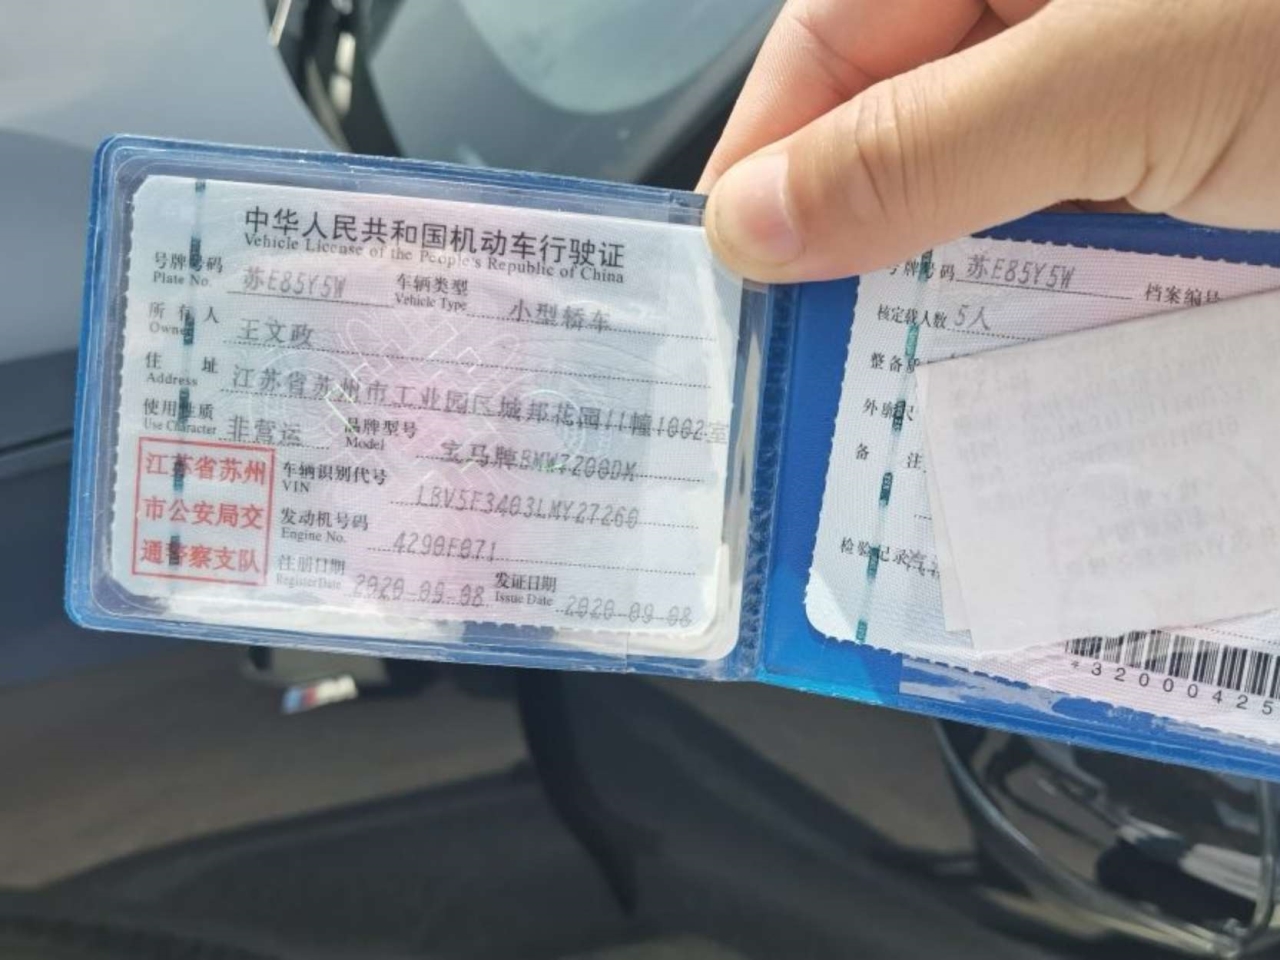 中华人民共和国机动车行驶证
Vehicle License of the People's Republic of China
号牌号码 苏E85Y5W 车辆类型 小型轿车
Plate No. Vehicle Type
所有人 王文政
Owner
住址 江苏省苏州市工业园区城邦花园11幢1002室
Address
使用性质 非营运 品牌型号 宝马牌BMW7200DM
Use Character Model
江苏省苏州
市公安局交
通警察支队
车辆识别代号 LBV5F3403LMY27260
VIN
发动机号码 4290F071
Engine No.
注册日期 2020-09-08 发证日期 2020-09-08
Register Date Issue Date
号牌号码 苏E85Y5W 档案编号
核定载人数 5人
整备
外廓尺
备注
检验记录
*32000425